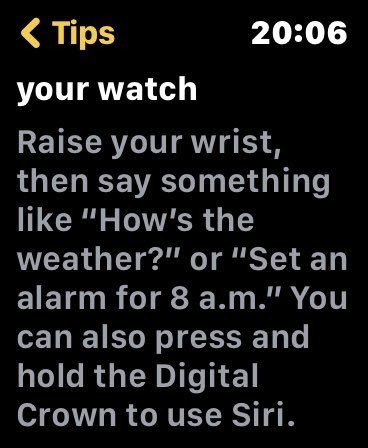 Tips
20:06
your watch
Raise your wrist,
then say something
like “How’s the
weather?” or “Set an
alarm for 8 a.m.” You
can also press and
hold the Digital
Crown to use Siri.